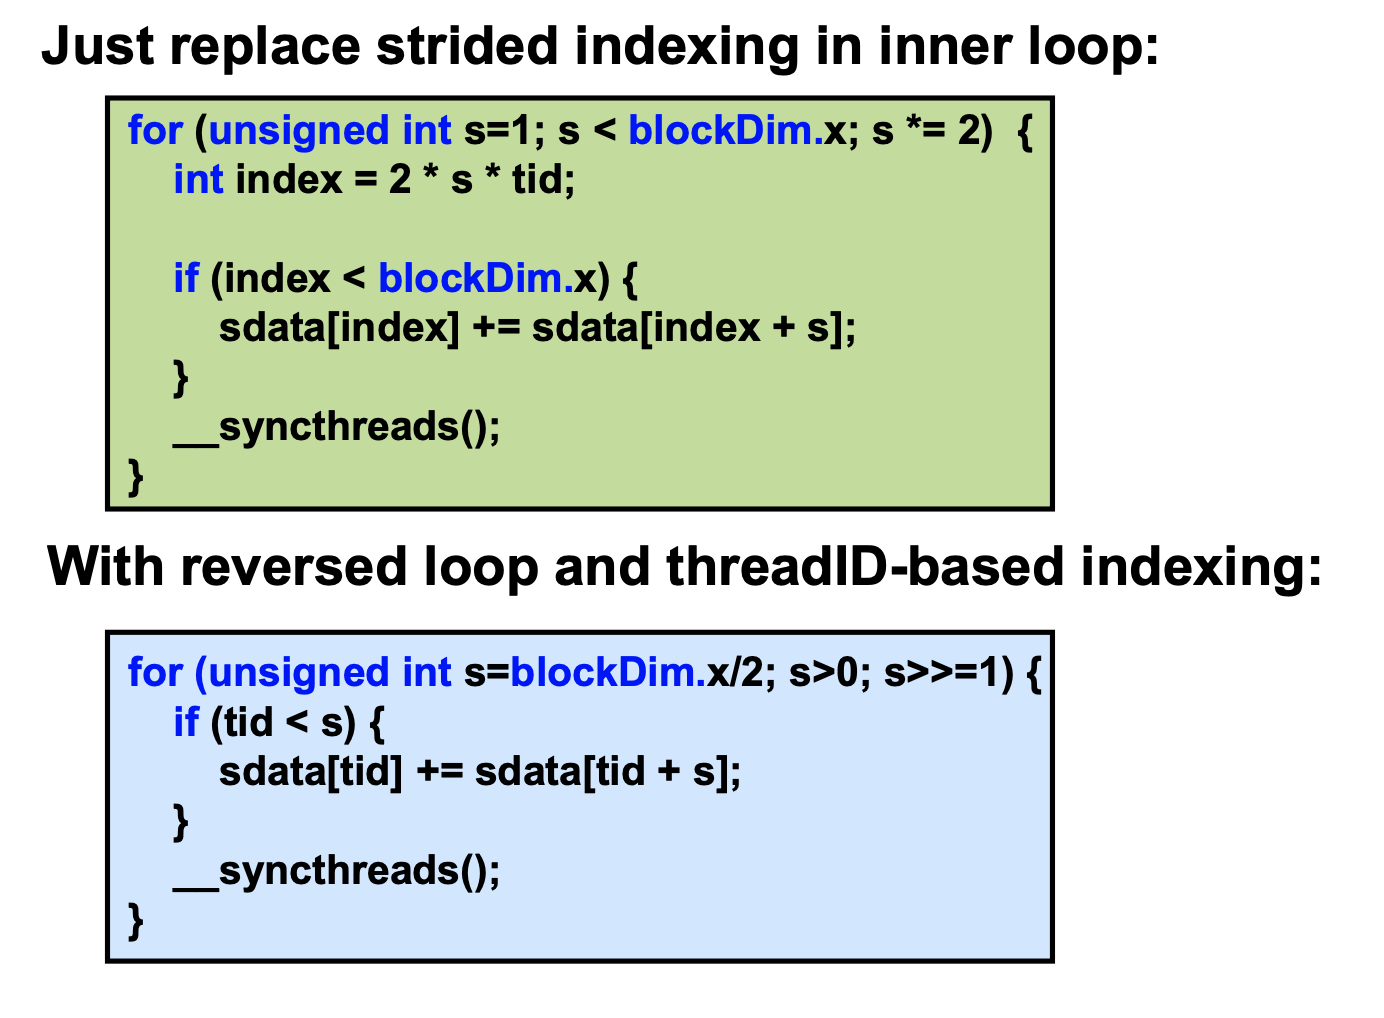 Just replace strided indexing in inner loop:
for (unsigned int s=1; s < blockDim.x; s *= 2) {
int index = 2 * s * tid;
if (index < blockDim.x) {
sdata[index] += sdata[index + s];
}
__syncthreads();
}
With reversed loop and threadID-based indexing:
for (unsigned int s=blockDim.x/2; s>0; s>>=1) {
if (tid < s) {
sdata[tid] += sdata[tid + s];
}
__syncthreads();
}